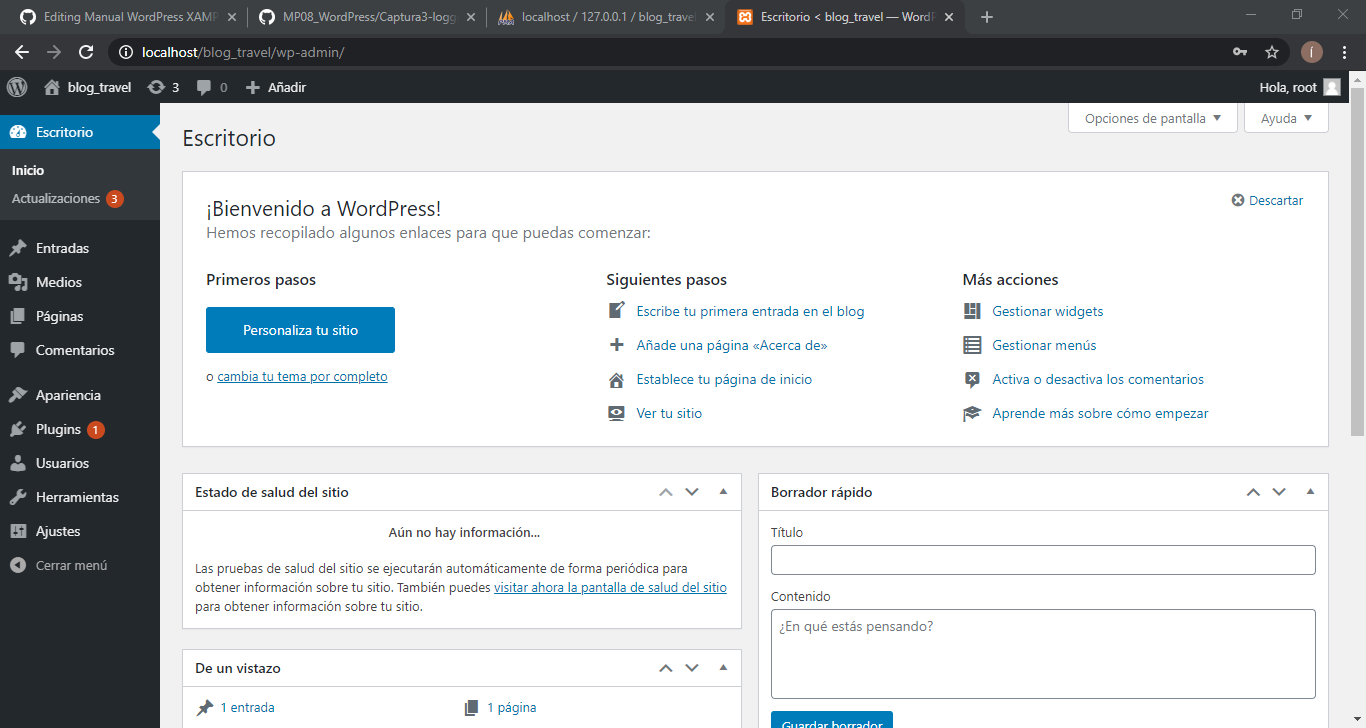 Editing Manual WordPress XAMP
MP08_WordPress/Captura3-logg
localhost / 127.0.0.1 / blog_travel
Escritorio < blog_travel — WordP
localhost/blog_travel/wp-admin/
Í
blog_travel
3
0
Añadir
Hola, root
Escritorio
Inicio
Actualizaciones 3
Entradas
Medios
Páginas
Comentarios
Apariencia
Plugins 1
Usuarios
Herramientas
Ajustes
Cerrar menú
Opciones de pantalla
Ayuda
Escritorio
¡Bienvenido a WordPress!
Descartar
Hemos recopilado algunos enlaces para que puedas comenzar:
Primeros pasos
Personaliza tu sitio
o cambia tu tema por completo
Siguientes pasos
Escribe tu primera entrada en el blog
Añade una página «Acerca de»
Establece tu página de inicio
Ver tu sitio
Más acciones
Gestionar widgets
Gestionar menús
Activa o desactiva los comentarios
Aprende más sobre cómo empezar
Estado de salud del sitio
Aún no hay información...
Las pruebas de salud del sitio se ejecutarán automáticamente de forma periódica para
obtener información sobre tu sitio. También puedes visitar ahora la pantalla de salud del sitio
para obtener información sobre tu sitio.
De un vistazo
1 entrada
1 página
Borrador rápido
Título
Contenido
¿En qué estás pensando?
Guardar borrador